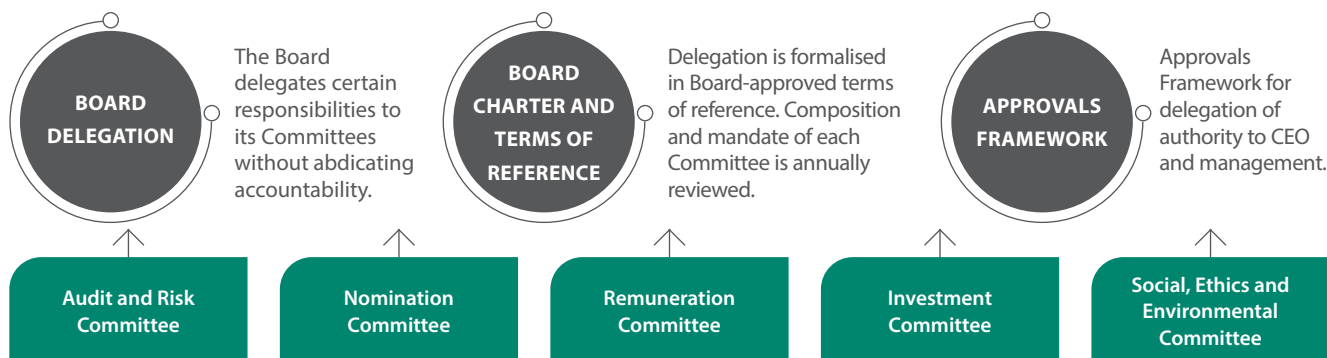 BOARD
DELEGATION
The Board
delegates certain
responsibilities to
its Committees
without abdicating
accountability.
BOARD
CHARTER AND
TERMS OF
REFERENCE
Delegation is formalised
in Board-approved terms
of reference. Composition
and mandate of each
Committee is annually
reviewed.
APPROVALS
FRAMEWORK
Approvals
Framework for
delegation of
authority to CEO
and management.
Audit and Risk
Committee
Nomination
Committee
Remuneration
Committee
Investment
Committee
Social, Ethics and
Environmental
Committee